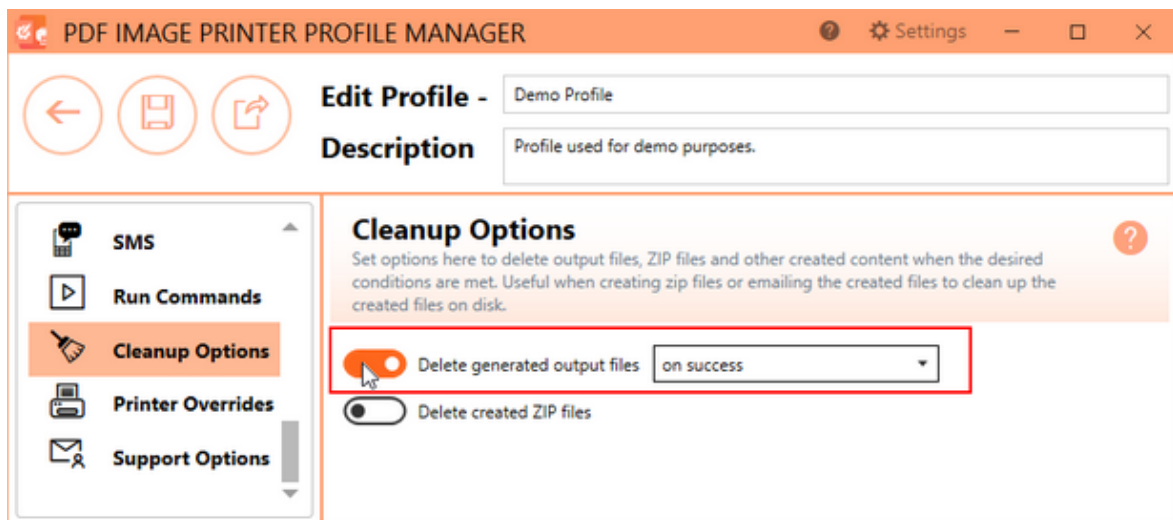 PDF IMAGE PRINTER PROFILE MANAGER
? Settings
Edit Profile - Demo Profile
Description Profile used for demo purposes.
SMS
Run Commands
Cleanup Options
Printer Overrides
Support Options
Cleanup Options
?
Set options here to delete output files, ZIP files and other created content when the desired
conditions are met. Useful when creating zip files or emailing the created files to clean up the
created files on disk.
Delete generated output files on success
Delete created ZIP files